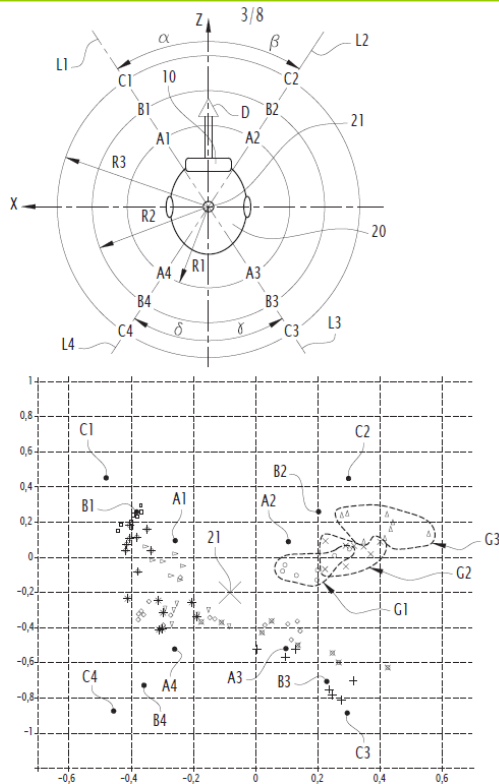 3/8
Z
L1
α
β
L2
C1
10
C2
21
B1
D
B2
A1
A2
R3
X
R2
20
R1
A4
A3
B4
B3
C4
δ
ɣ
C3
L4
L3
1
0,8
0,6
0,4
0,2
0
-0,2
-0,4
-0,6
-0,8
-1
C1
C2
B2
B1
A1
A2
21
G3
G2
G1
C4
A4
A3
B3
B4
C3
-0,6
-0,4
-0,2
0
0,2
0,4
0,6